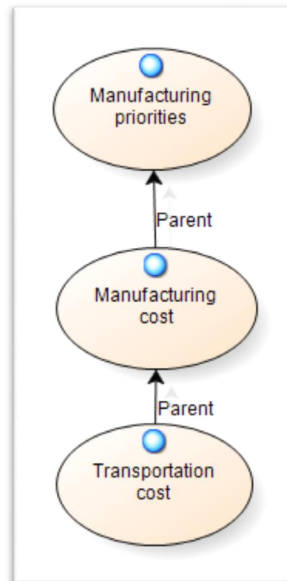 Manufacturing
priorities
Parent
Manufacturing
cost
Parent
Transportation
cost